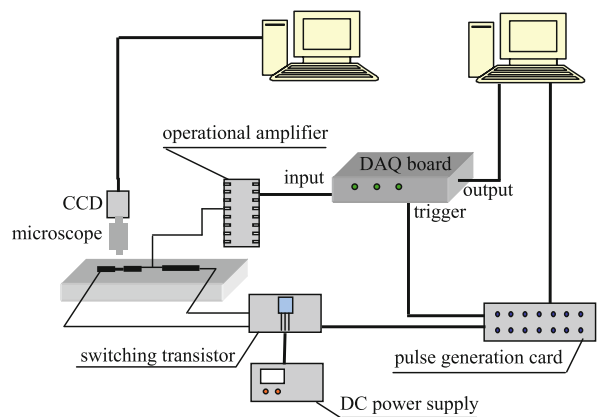 operational amplifier
DAQ board
input
output
trigger
CCD
microscope
switching transistor
pulse generation card
DC power supply